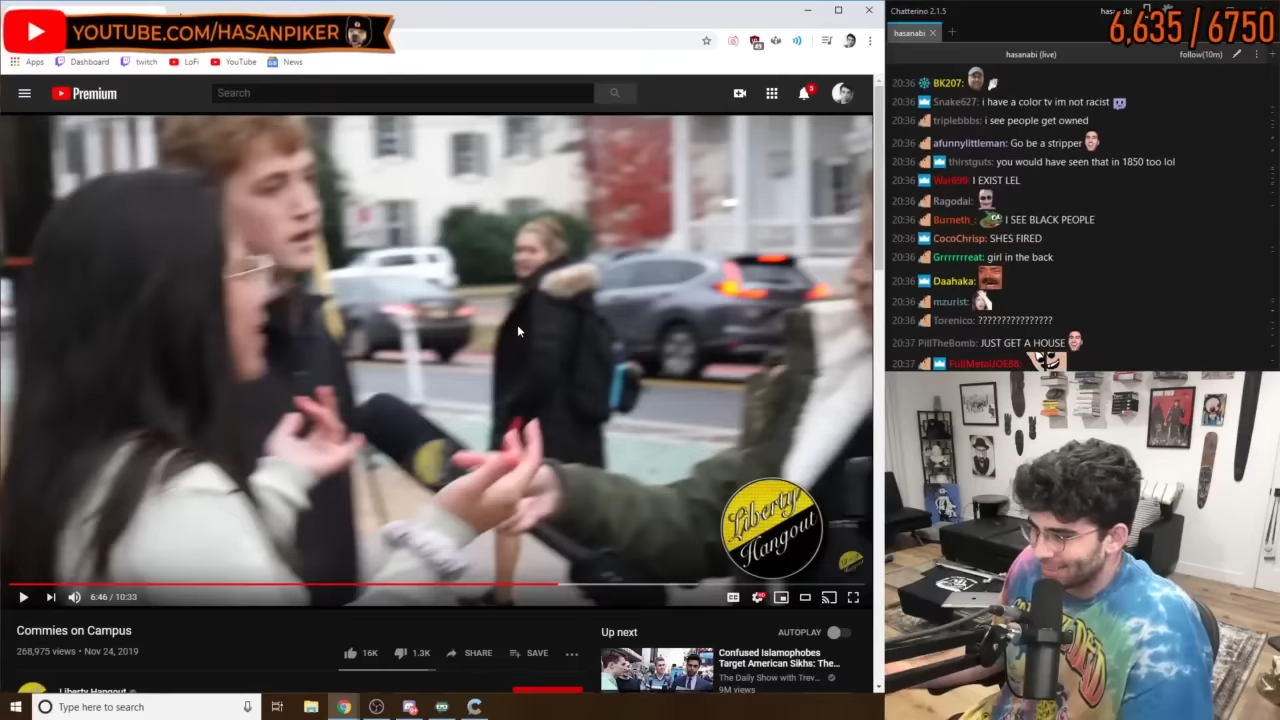 YOUTUBE.COM/HASANPIKER
Apps Dashboard twitch LoFi YouTube News
Premium
Search
5
Liberty
Hangout
6:46 / 10:33
Commies on Campus
268,975 views • Nov 24, 2019
16K 1.3K SHARE SAVE
Liberty Hangout
Up next
AUTOPLAY
Confused Islamophobes
Target American Sikhs: The...
The Daily Show with Trev...
9M views
Type here to search
Chatterino 2.1.5
6,635 / 6750
hasanabi
hasanabi (live)
follow(10m)
20:36 BK207:
20:36 Snake627: i have a color tv im not racist
20:36 triplebbbs: i see people get owned
20:36 afunnylittleman: Go be a stripper
20:36 thirstguts: you would have seen that in 1850 too lol
20:36 War699: I EXIST LEL
20:36 Ragodai:
20:36 Burneth_: I SEE BLACK PEOPLE
20:36 CocoChrisp: SHES FIRED
20:36 Grrrrrrreat: girl in the back
20:36 Daahaka:
20:36 mzurist:
20:36 Torenico: ????????????????
20:37 PillTheBomb: JUST GET A HOUSE
20:37 FullMetalJOE88: